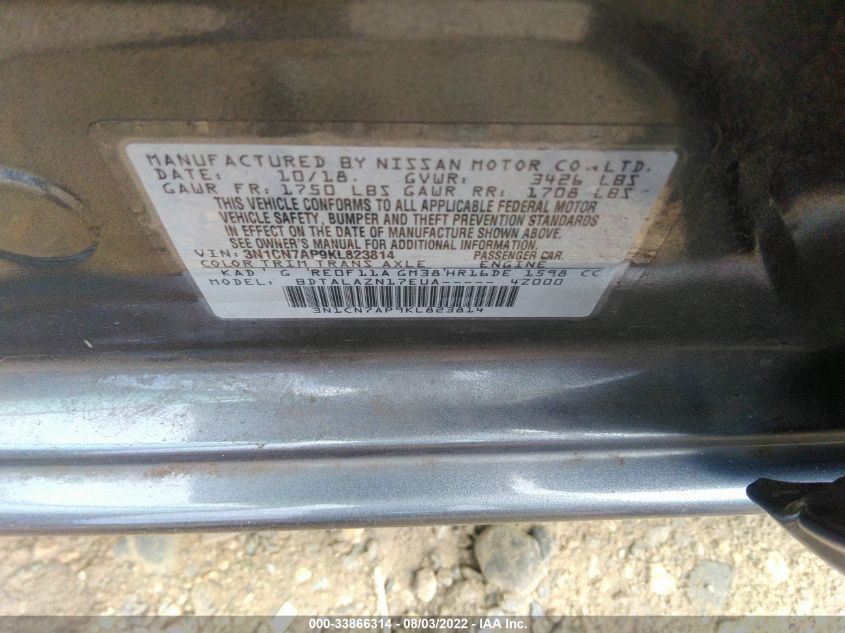 MANUFACTURED BY NISSAN MOTOR CO., LTD.
DATE: 10/18. GVWR: 3426 LBS
GAWR FR: 1750 LBS GAWR RR: 1708 LBS
THIS VEHICLE CONFORMS TO ALL APPLICABLE FEDERAL MOTOR
VEHICLE SAFETY, BUMPER AND THEFT PREVENTION STANDARDS
IN EFFECT ON THE DATE OF MANUFACTURE SHOWN ABOVE.
SEE OWNER'S MANUAL FOR ADDITIONAL INFORMATION.
VIN: 3N1CN7AP9KL823814 PASSENGER CAR.
COLOR TRIM TRANS AXLE ENGINE
KAD G RE0F11A GM38 HR16DE 1598 CC
MODEL: BDTALAZN17EUA----- 4Z000
3N1CN7AP9KL823814
000-33866314 - 08/03/2022 - IAA Inc.